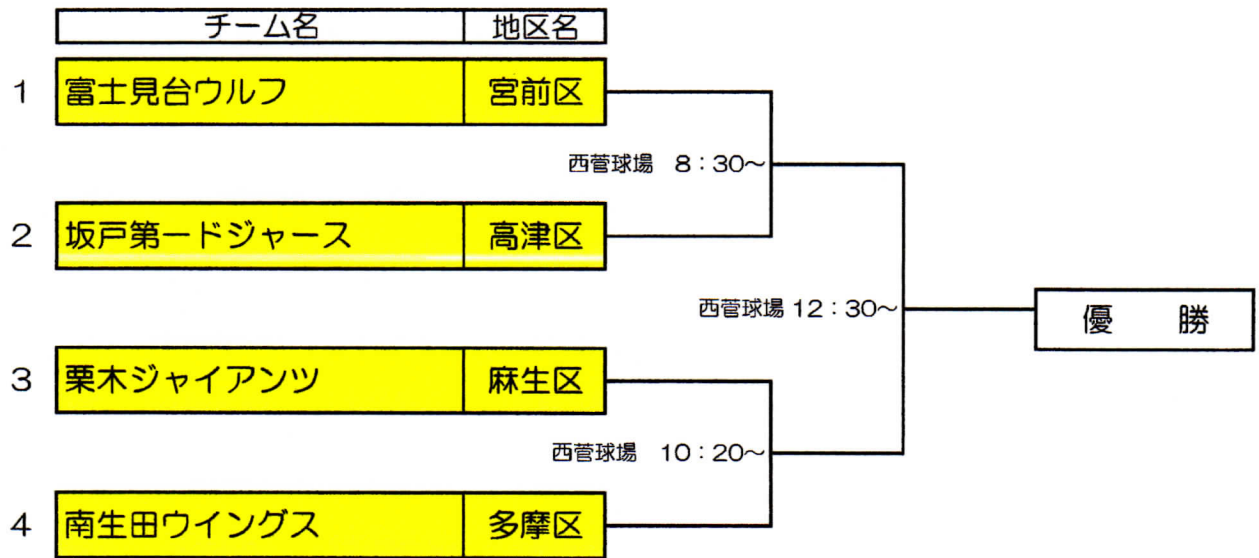 チーム名 地区名
1 富士見台ウルフ 宮前区
西菅球場 8：30～
2 坂戸第一ドジャース 高津区
西菅球場 12：30～
優 勝
3 栗木ジャイアンツ 麻生区
西菅球場 10：20～
4 南生田ウイングス 多摩区